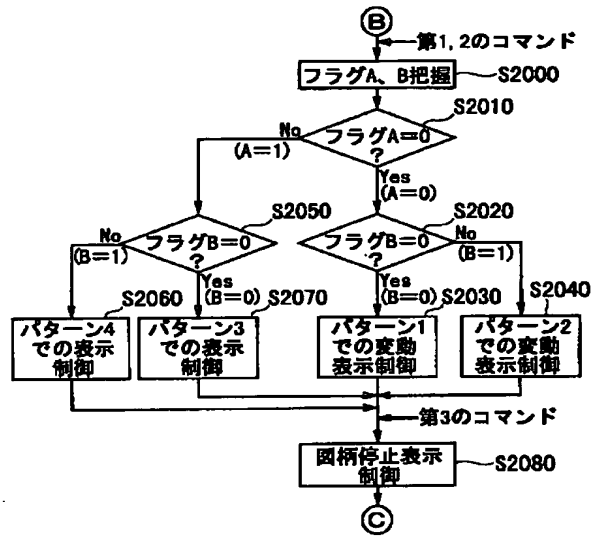 B
第1,2のコマンド
フラグA、B把握
S2000
S2010
フラグA=0
?
No
(A=1)
Yes
(A=0)
S2050
フラグB=0
?
No
(B=1)
Yes
(B=0)
S2020
フラグB=0
?
No
(B=1)
Yes
(B=0)
S2060
パターン4
での表示
制御
S2070
パターン3
での表示
制御
S2030
パターン1
での変動
表示制御
S2040
パターン2
での変動
表示制御
第3のコマンド
図柄停止表示
制御
S2080
C